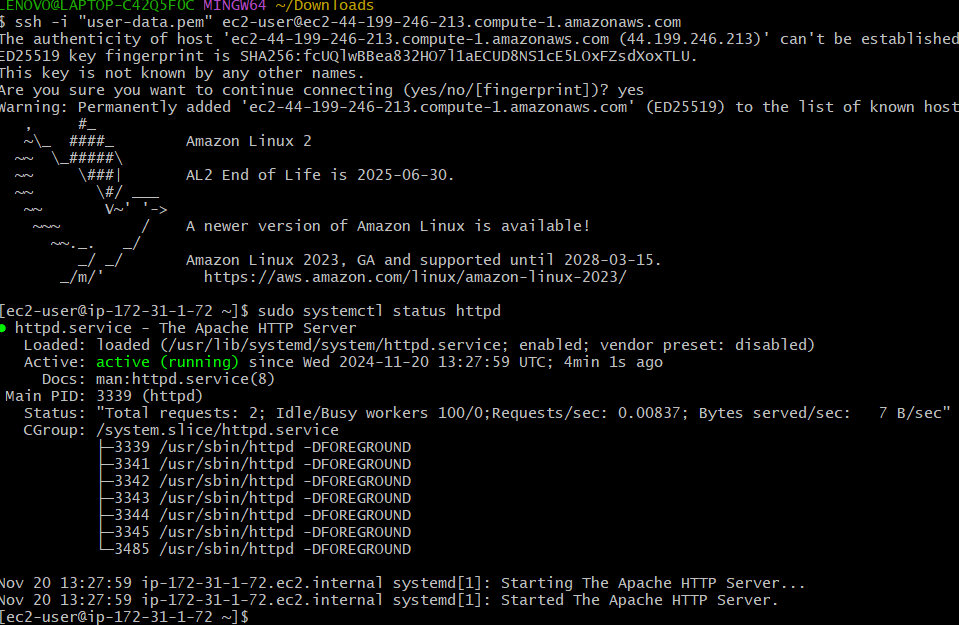 LENOVO@LAPTOP-C42Q5F0C MINGW64 ~/Downloads
$ ssh -i "user-data.pem" ec2-user@ec2-44-199-246-213.compute-1.amazonaws.com
The authenticity of host 'ec2-44-199-246-213.compute-1.amazonaws.com (44.199.246.213)' can't be established
ED25519 key fingerprint is SHA256:fcUQlwBBea832HO7l1aECUD8NS1cE5LOxFZsdXoxTLU.
This key is not known by any other names.
Are you sure you want to continue connecting (yes/no/[fingerprint])? yes
Warning: Permanently added 'ec2-44-199-246-213.compute-1.amazonaws.com' (ED25519) to the list of known host
   ,     #_
   ~\_  ####_        Amazon Linux 2
  ~~  \_#####\
  ~~     \###|       AL2 End of Life is 2025-06-30.
  ~~       \#/ ___
   ~~       V~' '->
    ~~~         /    A newer version of Amazon Linux is available!
      ~~._.   _/
         _/ _/       Amazon Linux 2023, GA and supported until 2028-03-15.
       _/m/'           https://aws.amazon.com/linux/amazon-linux-2023/
[ec2-user@ip-172-31-1-72 ~]$ sudo systemctl status httpd
● httpd.service - The Apache HTTP Server
   Loaded: loaded (/usr/lib/systemd/system/httpd.service; enabled; vendor preset: disabled)
   Active: active (running) since Wed 2024-11-20 13:27:59 UTC; 4min 1s ago
     Docs: man:httpd.service(8)
 Main PID: 3339 (httpd)
   Status: "Total requests: 2; Idle/Busy workers 100/0;Requests/sec: 0.00837; Bytes served/sec:   7 B/sec"
   CGroup: /system.slice/httpd.service
           ├─3339 /usr/sbin/httpd -DFOREGROUND
           ├─3341 /usr/sbin/httpd -DFOREGROUND
           ├─3342 /usr/sbin/httpd -DFOREGROUND
           ├─3343 /usr/sbin/httpd -DFOREGROUND
           ├─3344 /usr/sbin/httpd -DFOREGROUND
           ├─3345 /usr/sbin/httpd -DFOREGROUND
           └─3485 /usr/sbin/httpd -DFOREGROUND
Nov 20 13:27:59 ip-172-31-1-72.ec2.internal systemd[1]: Starting The Apache HTTP Server...
Nov 20 13:27:59 ip-172-31-1-72.ec2.internal systemd[1]: Started The Apache HTTP Server.
[ec2-user@ip-172-31-1-72 ~]$